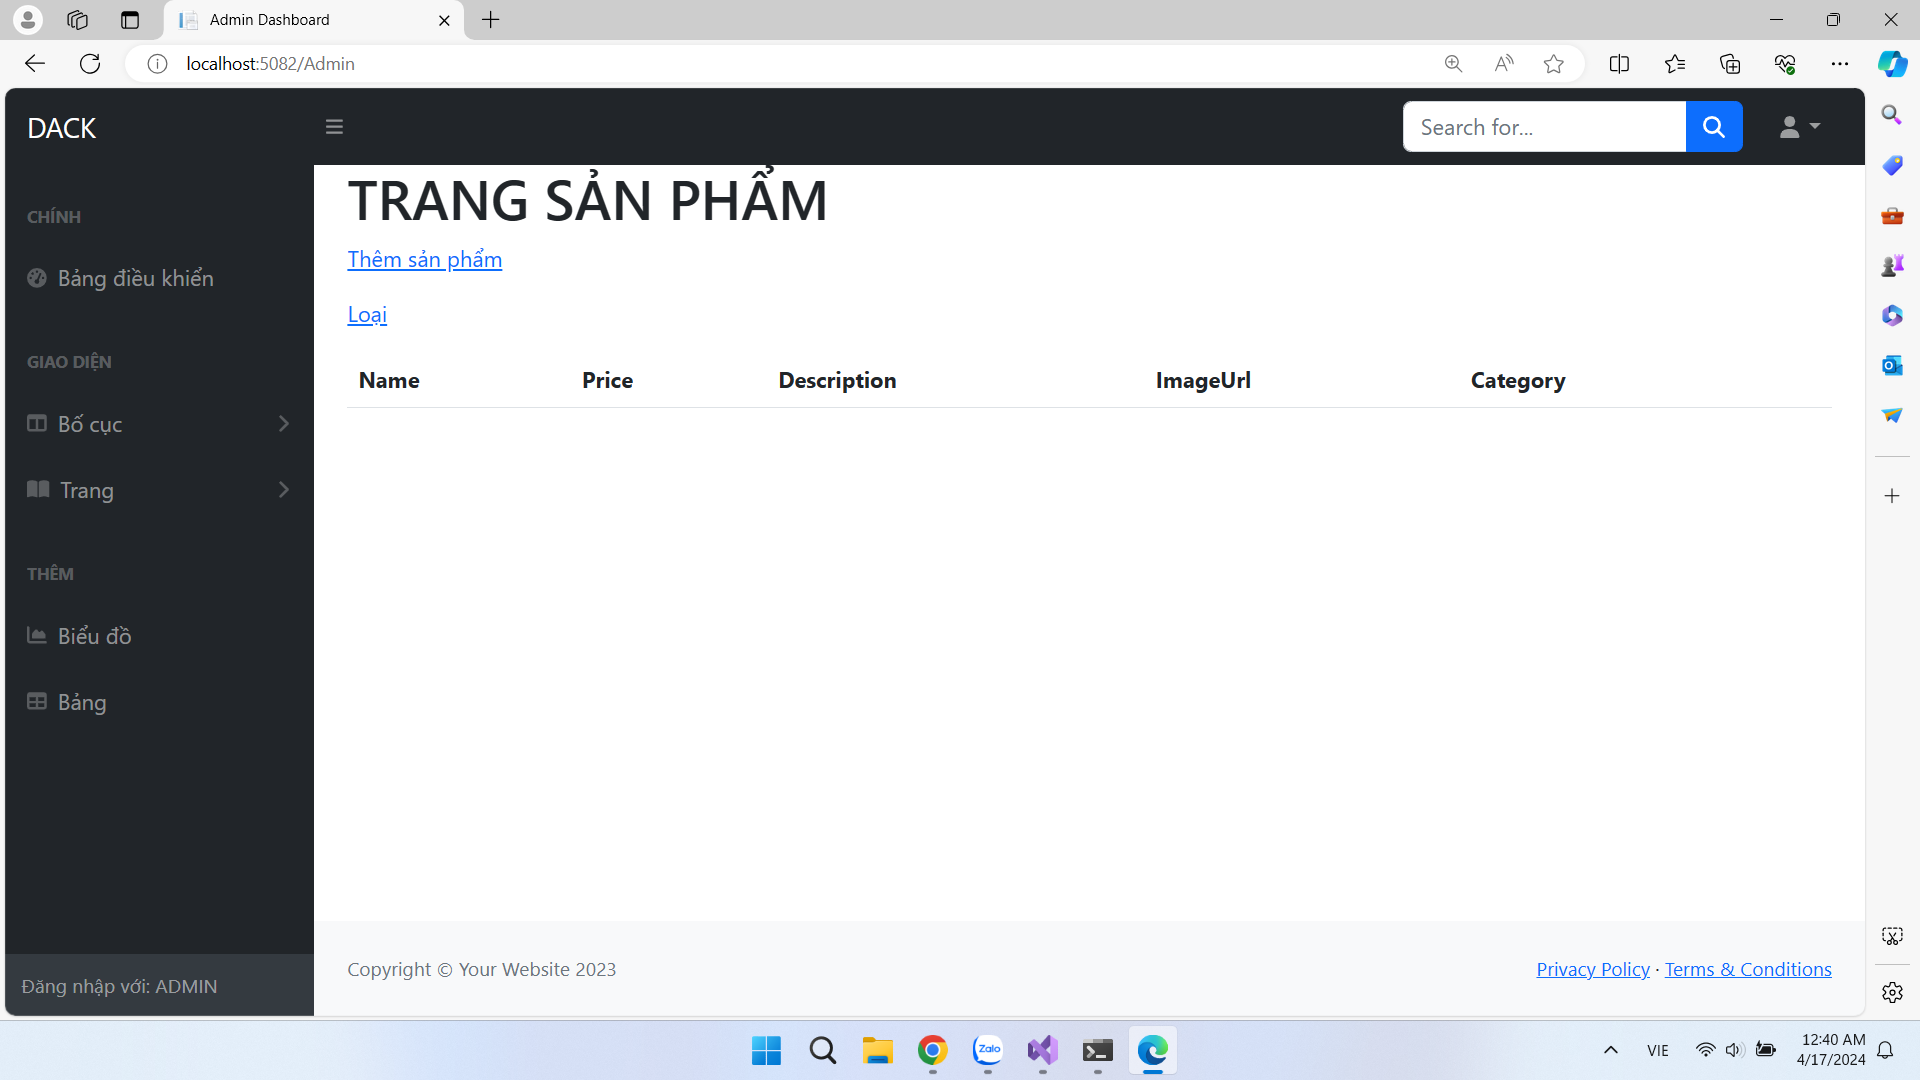 Admin Dashboard
localhost:5082/Admin
DACK
Search for...
CHÍNH
Bảng điều khiển
GIAO DIỆN
Bố cục
Trang
THÊM
Biểu đồ
Bảng
Đăng nhập với: ADMIN
TRANG SẢN PHẨM
Thêm sản phẩm
Loại
Name Price Description ImageUrl Category
Copyright © Your Website 2023
Privacy Policy · Terms & Conditions
Zalo
VIE
12:40 AM
4/17/2024